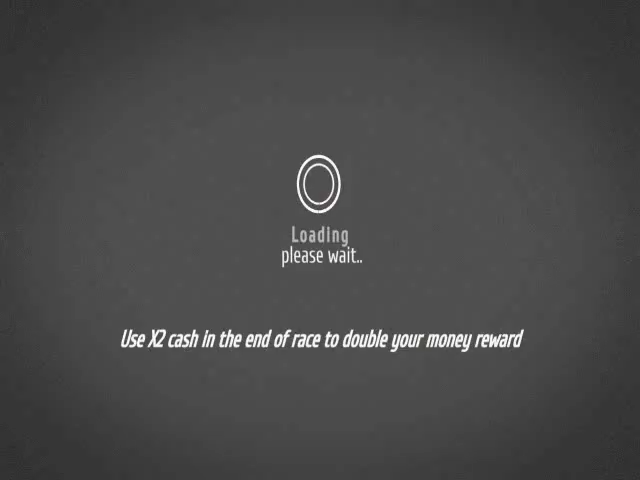 Loading
please wait..
Use X2 cash in the end of race to double your money reward